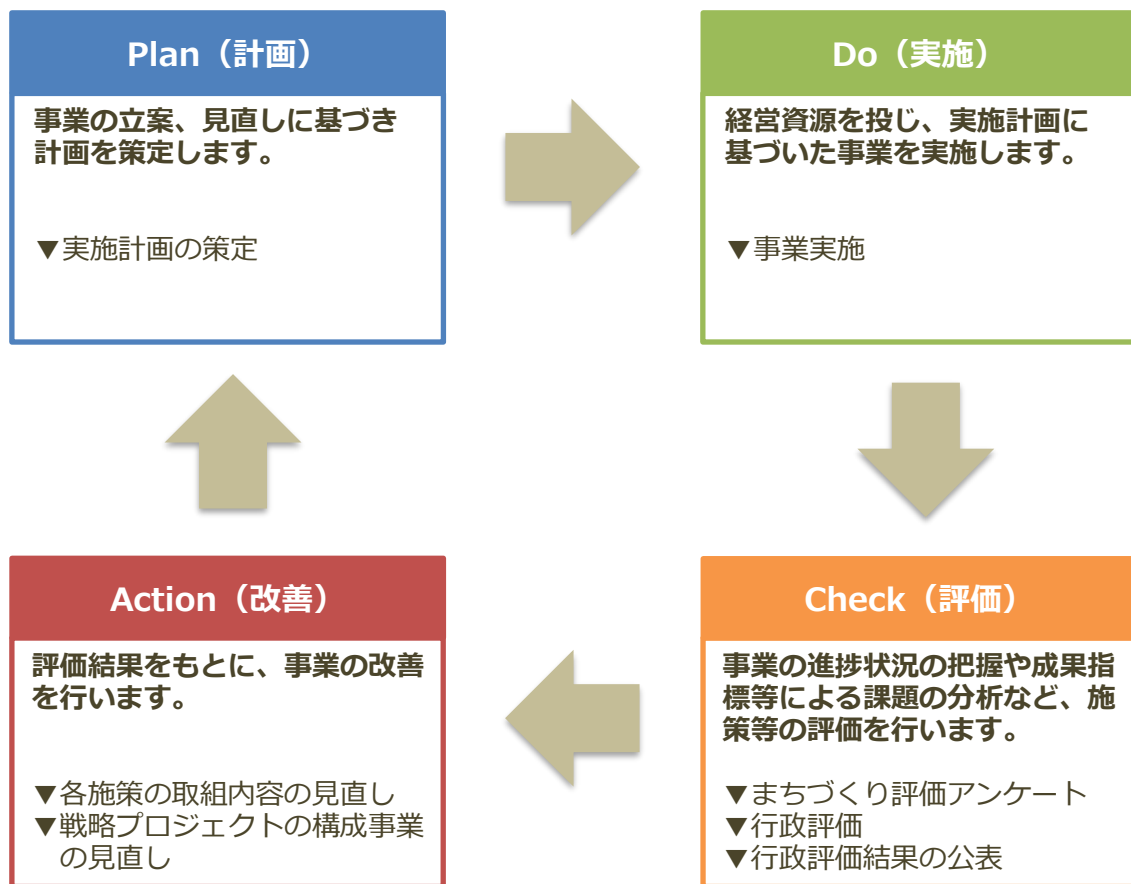 Plan（計画）
事業の立案、見直しに基づき
計画を策定します。
▼実施計画の策定
Do（実施）
経営資源を投じ、実施計画に
基づいた事業を実施します。
▼事業実施
Action（改善）
評価結果をもとに、事業の改善
を行います。
▼各施策の取組内容の見直し
▼戦略プロジェクトの構成事業
の見直し
Check（評価）
事業の進捗状況の把握や成果指
標等による課題の分析など、施
策等の評価を行います。
▼まちづくり評価アンケート
▼行政評価
▼行政評価結果の公表